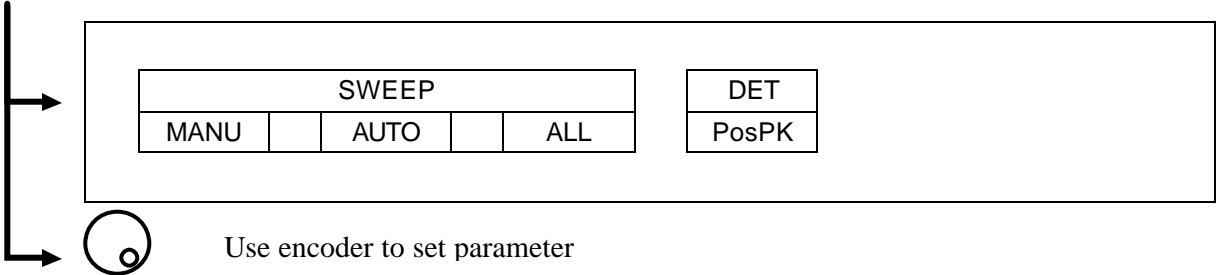 SWEEP DET
MANU AUTO ALL PosPK
Use encoder to set parameter